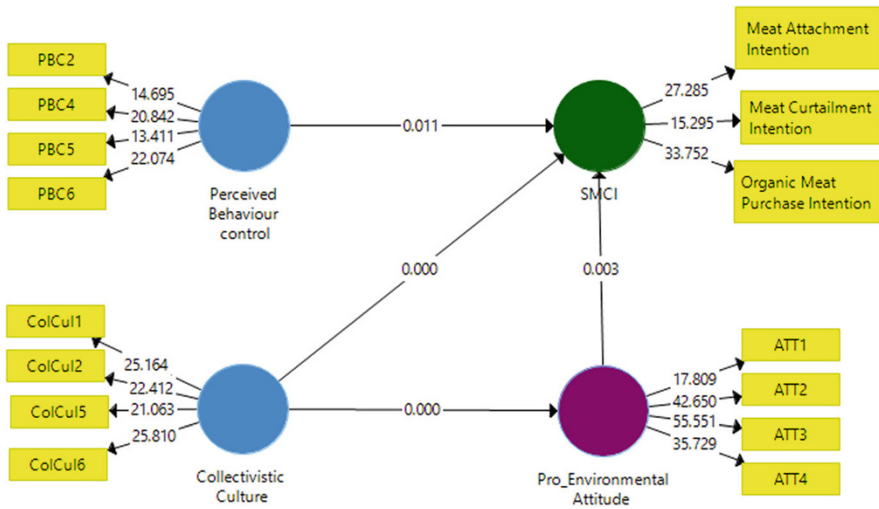 PBC2
PBC4
PBC5
PBC6
14.695
20.842
13.411
22.074
Perceived
Behaviour
control
0.011
SMCI
27.285
15.295
33.752
Meat Attachment
Intention
Meat Curtailment
Intention
Organic Meat
Purchase Intention
0.000
0.003
ColCul1
ColCul2
ColCul5
ColCul6
25.164
22.412
21.063
25.810
Collectivistic
Culture
0.000
Pro_Environmental
Attitude
17.809
42.650
55.551
35.729
ATT1
ATT2
ATT3
ATT4